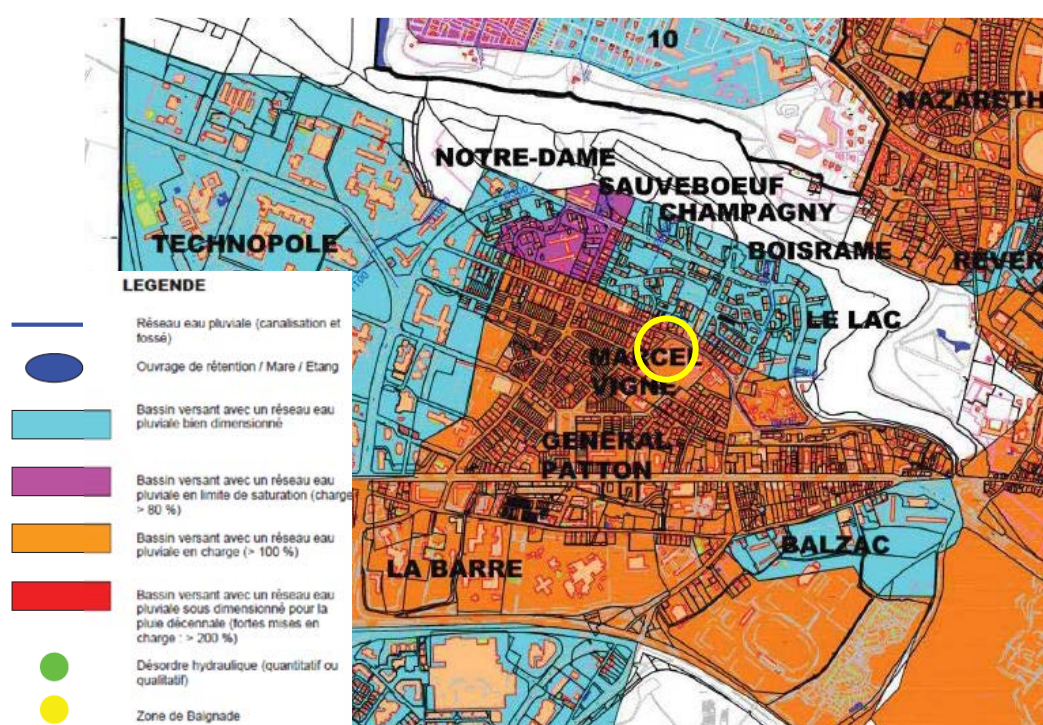 10
NAZARETH
NOTRE-DAME
SAUVEBOEUF
CHAMPAGNY
TECHNOPOLE
BOISRAME
REVER
LE LAC
MARCEL
VIGNE
GENERAL
PATTON
BALZAC
LA BARRE
LEGENDE
Réseau eau pluviale (canalisation et
fossé)
Ouvrage de rétention / Mare / Etang
Bassin versant avec un réseau eau
pluviale bien dimensionné
Bassin versant avec un réseau eau
pluviale en limite de saturation (charge
> 80 %)
Bassin versant avec un réseau eau
pluviale en charge (> 100 %)
Bassin versant avec un réseau eau
pluviale sous dimensionné pour la
pluie décennale (fortes mises en
charge : > 200 %)
Désordre hydraulique (quantitatif ou
qualitatif)
Zone de Baignade